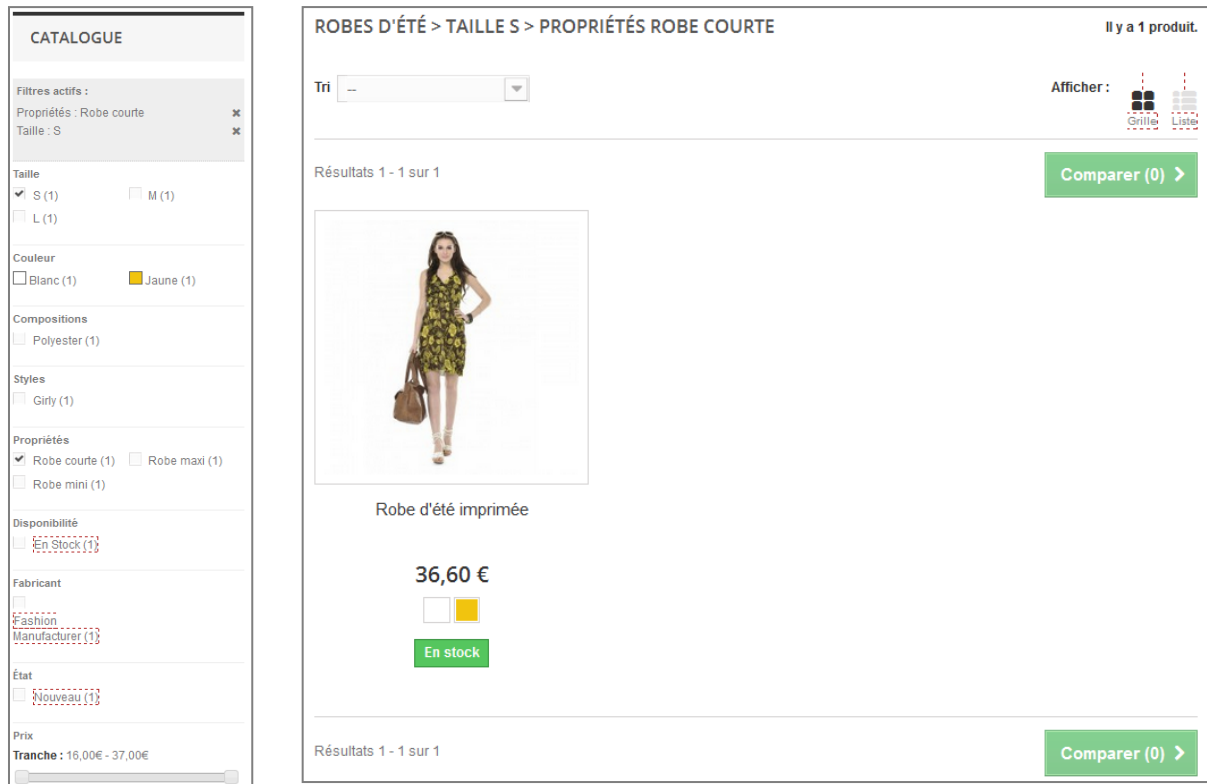 CATALOGUE
Filtres actifs :
Propriétés : Robe courte
Taille : S
Taille
S (1) M (1)
L (1)
Couleur
Blanc (1) Jaune (1)
Compositions
Polyester (1)
Styles
Girly (1)
Propriétés
Robe courte (1) Robe maxi (1)
Robe mini (1)
Disponibilité
En Stock (1)
Fabricant
Fashion
Manufacturer (1)
État
Nouveau (1)
Prix
Tranche : 16,00€ - 37,00€
ROBES D'ÉTÉ > TAILLE S > PROPRIÉTÉS ROBE COURTE
Il y a 1 produit.
Tri --
Afficher :
Grille Liste
Résultats 1 - 1 sur 1
Comparer (0)
Robe d'été imprimée
36,60 €
En stock
Résultats 1 - 1 sur 1
Comparer (0)